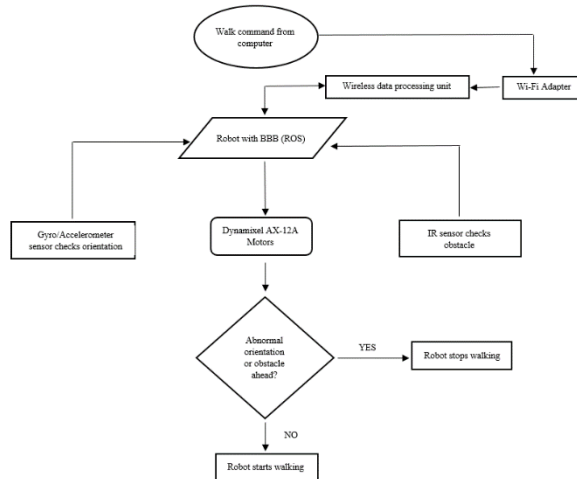 Walk command from
computer
Wireless data processing unit
Wi-Fi Adapter
Robot with BBB (ROS)
Gyro/Accelerometer
sensor checks orientation
Dynamixel AX-12A
Motors
IR sensor checks
obstacle
Abnormal
orientation
or obstacle
ahead?
YES
Robot stops walking
NO
Robot starts walking